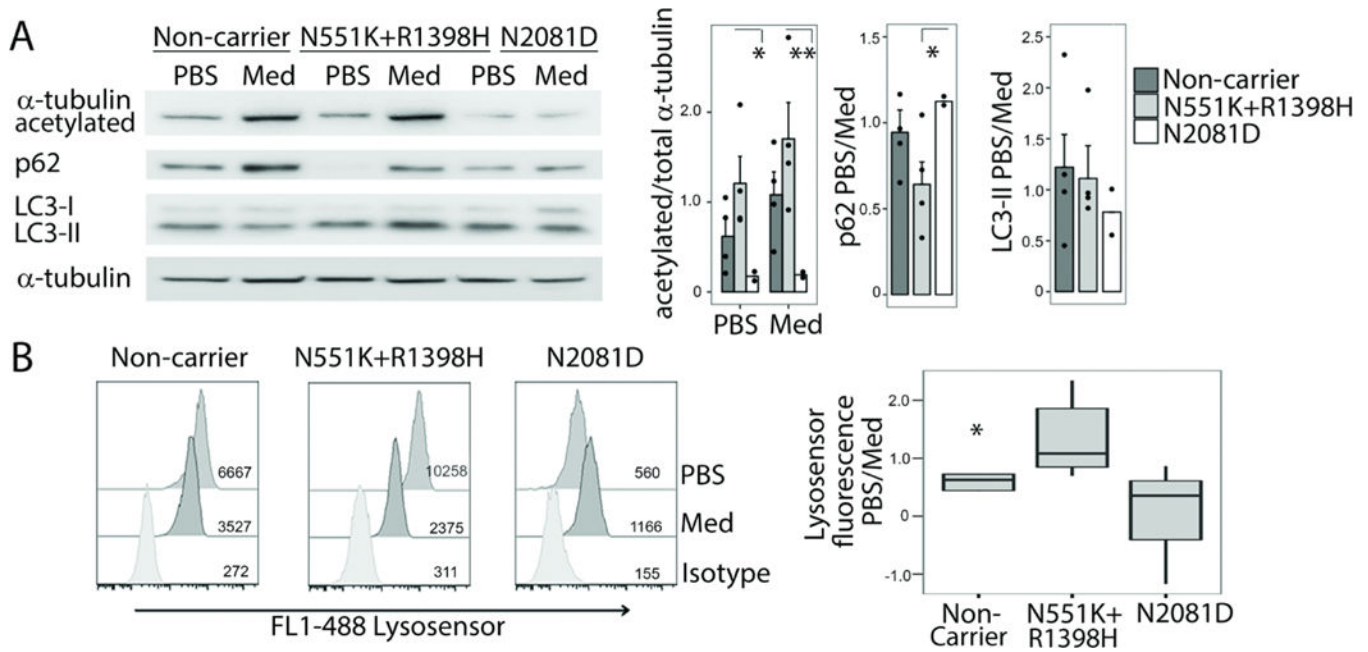 A
Non-carrier N551K+R1398H N2081D
PBS Med PBS Med PBS Med
α-tubulin
acetylated
p62
LC3-I
LC3-II
α-tubulin
acetylated/total α-tubulin
2.0
1.0
0
*
**
PBS Med
p62 PBS/Med
1.5
1.0
0.5
0
*
LC3-II PBS/Med
2.5
2.0
1.5
1.0
0.5
0
Non-carrier
N551K+R1398H
N2081D
B
Non-carrier N551K+R1398H N2081D
6667 10258 560 PBS
3527 2375 1166 Med
272 311 155 Isotype
FL1-488 Lysosensor
Lysosensor
fluorescence
PBS/Med
2.0
1.0
0
-1.0
*
Non-
Carrier
N551K+
R1398H
N2081D